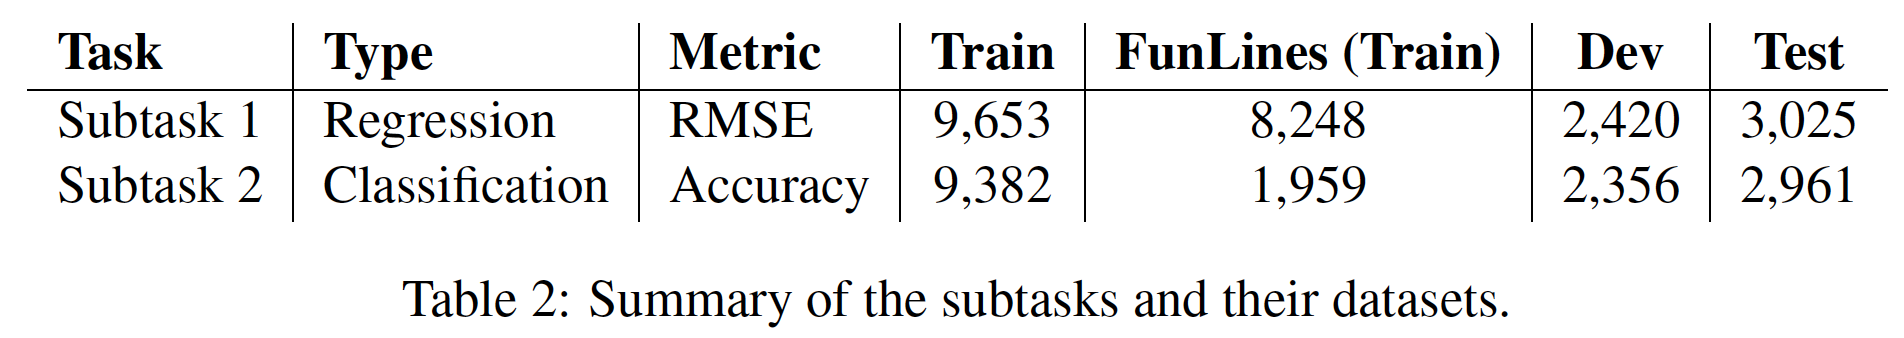 Task Type Metric Train FunLines (Train) Dev Test
Subtask 1 Regression RMSE 9,653 8,248 2,420 3,025
Subtask 2 Classification Accuracy 9,382 1,959 2,356 2,961
Table 2: Summary of the subtasks and their datasets.